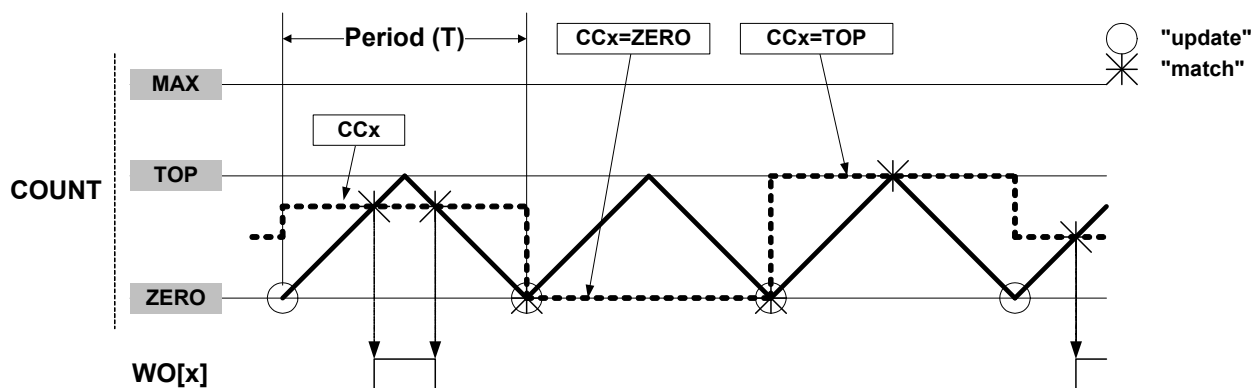 Period (T)
CCx=ZERO
CCx=TOP
"update"
"match"
MAX
CCx
TOP
COUNT
ZERO
WO[x]